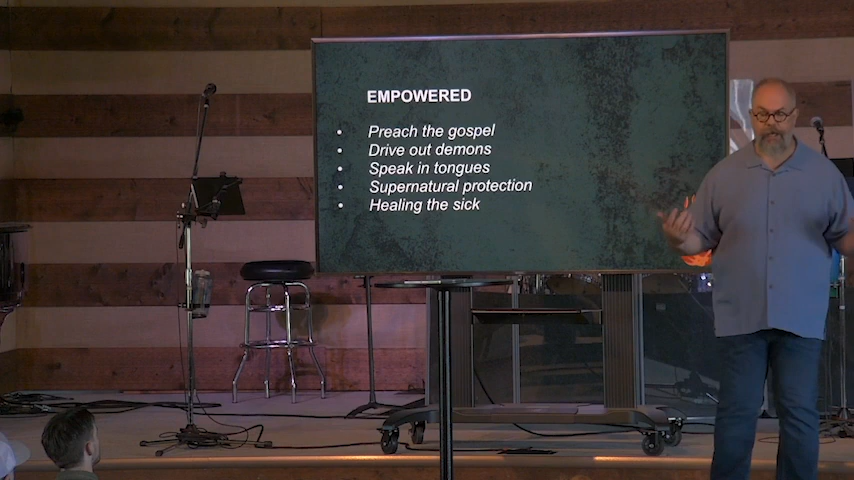 EMPOWERED
• Preach the gospel
• Drive out demons
• Speak in tongues
• Supernatural protection
• Healing the sick